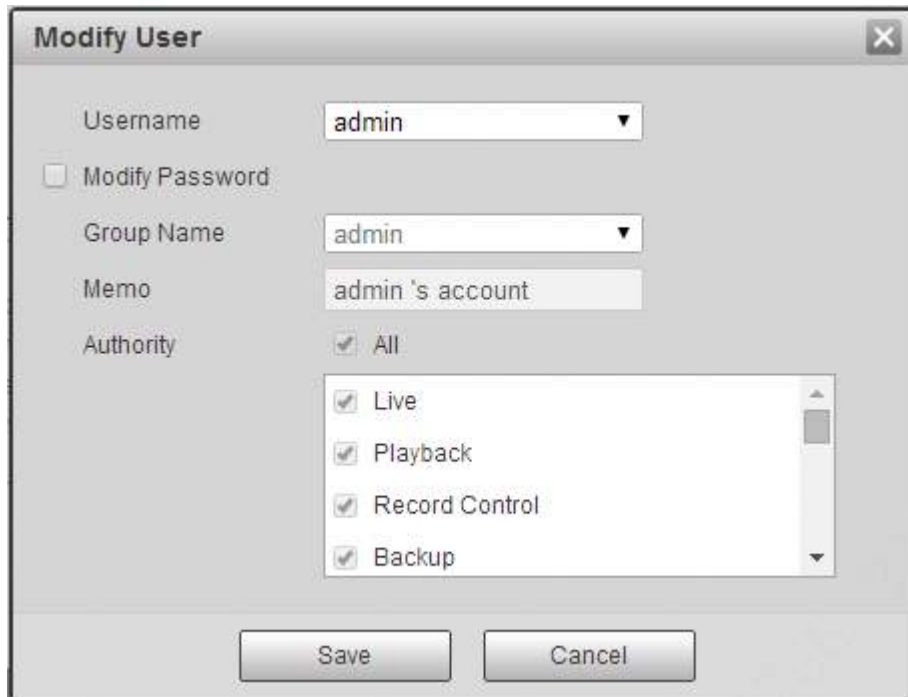 Modify User
Username admin
Modify Password
Group Name admin
Memo admin 's account
Authority All
Live
Playback
Record Control
Backup
Save Cancel